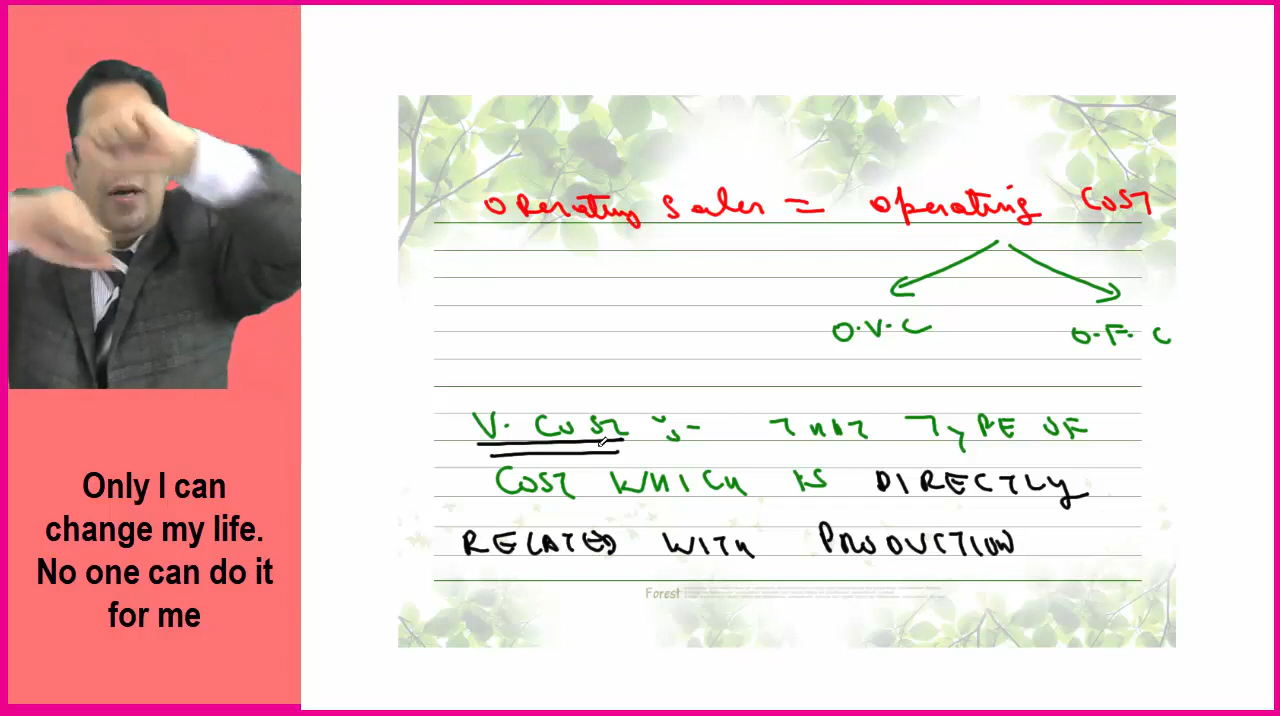 Operating Sales = Operating COST
O.V.C O.F.C
V. COST :- THAT TYPE OF
COST WHICH IS DIRECTLY
RELATED WITH PRODUCTION
Forest
Only I can
change my life.
No one can do it
for me